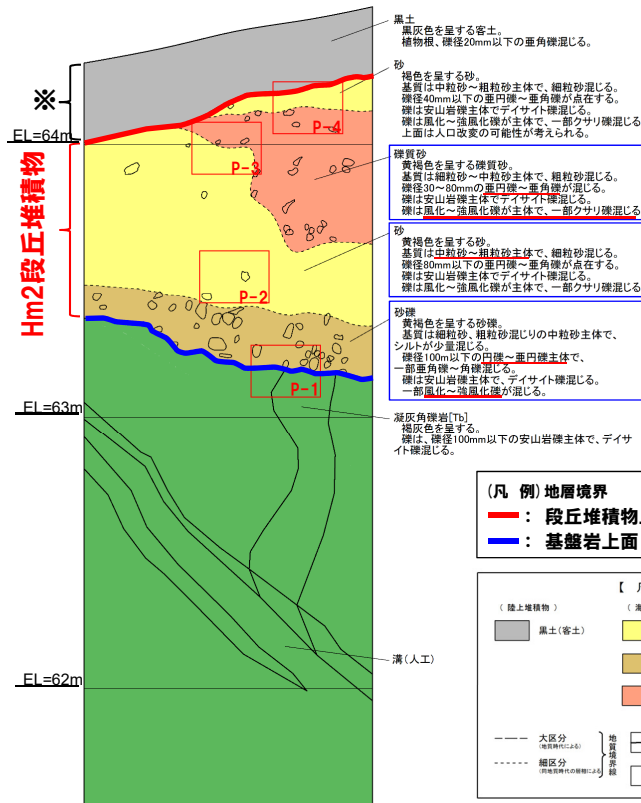 黒土
黒灰色を呈する客土。
植物根、礫径20mm以下の亜角礫混じる。
砂
褐色を呈する砂。
基質は中粒砂～粗粒砂主体で、細粒砂混じる。
礫径40mm以下の亜円礫～亜角礫が点在する。
礫は安山岩礫主体でデイサイト礫混じる。
礫は風化～強風化礫が主体で、一部クサリ礫混じる
上面は人口改変の可能性が考えられる。
礫質砂
黄褐色を呈する礫質砂。
基質は細粒砂～中粒砂主体で、粗粒砂混じる。
礫径30～80mmの亜円礫～亜角礫が混じる。
礫は安山岩礫主体でデイサイト礫混じる。
礫は風化～強風化礫が主体で、一部クサリ礫混じる
砂
黄褐色を呈する砂。
基質は中粒砂～粗粒砂主体で、細粒砂混じる。
礫径80mm以下の亜円礫～亜角礫が点在する。
礫は安山岩礫主体でデイサイト礫混じる。
礫は風化～強風化礫が主体で、一部クサリ礫混じる
砂礫
黄褐色を呈する砂礫。
基質は細粒砂、粗粒砂混じりの中粒砂主体で、
シルトが少量混じる。
礫径100m以下の円礫～亜円礫主体で、
一部亜角礫～角礫混じる。
礫は安山岩礫主体で、デイサイト礫混じる。
一部風化～強風化礫が混じる。
凝灰角礫岩[Tb]
褐灰色を呈する。
礫は、礫径100mm以下の安山岩礫主体で、デイサ
イト礫混じる。
溝(人工)
※
EL=64m
Hm2段丘堆積物
EL=63m
EL=62m
P-4
P-3
P-2
P-1
(凡 例)地層境界
： 段丘堆積物
： 基盤岩上面
【 凡
( 陸上堆積物 )
( 海
黒土(客土)
大区分
(地質時代による)
細区分
地質境界線